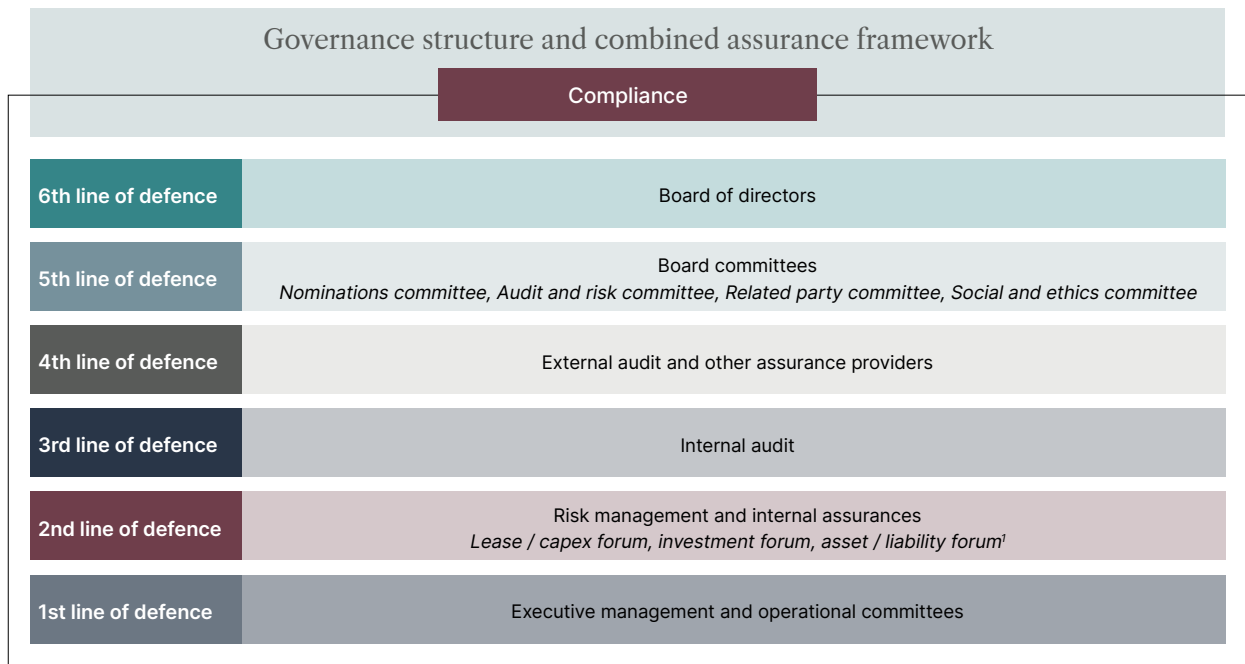 Governance structure and combined assurance framework
Compliance
6th line of defence
Board of directors
5th line of defence
Board committees
Nominations committee, Audit and risk committee, Related party committee, Social and ethics committee
4th line of defence
External audit and other assurance providers
3rd line of defence
Internal audit
2nd line of defence
Risk management and internal assurances
Lease / capex forum, investment forum, asset / liability forum¹
1st line of defence
Executive management and operational committees